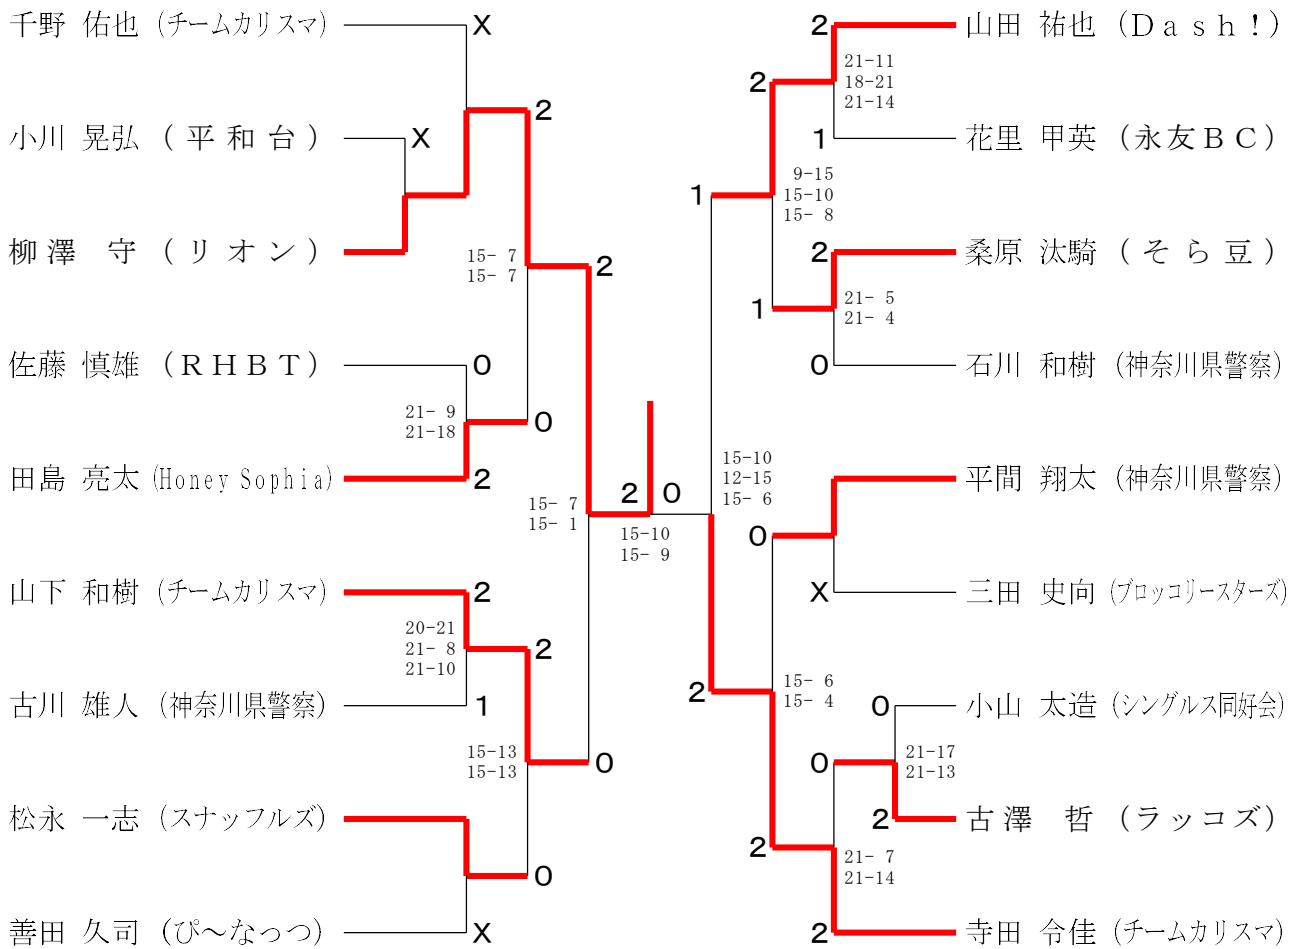 千野 佑也 (チームカリスマ) X
小川 晃弘 (平和台) X
2
柳澤 守 (リオン)
15- 7
15- 7
2
佐藤 慎雄 (RHBT) 0
21- 9
21-18
0
田島 亮太 (Honey Sophia) 2
15- 7
15- 1
2
0
15-10
15- 9
山下 和樹 (チームカリスマ) 2
20-21
21- 8
21-10
2
古川 雄人 (神奈川県警察) 1
15-13
15-13
0
松永 一志 (スナッフルズ)
0
善田 久司 (ぴ〜なっつ) X
2 山田 祐也 (Dash!)
21-11
18-21
21-14
2
1 花里 甲英 (永友BC)
9-15
15-10
15- 8
1
2 桑原 汰騎 (そら豆)
21- 5
21- 4
1
0 石川 和樹 (神奈川県警察)
15-10
12-15
15- 6
平間 翔太 (神奈川県警察)
0
X 三田 史向 (ブロッコリースターズ)
15- 6
15- 4
2
0 小山 太造 (シングルス同好会)
21-17
21-13
0
2 古澤 哲 (ラッコズ)
21- 7
21-14
2
2 寺田 令佳 (チームカリスマ)